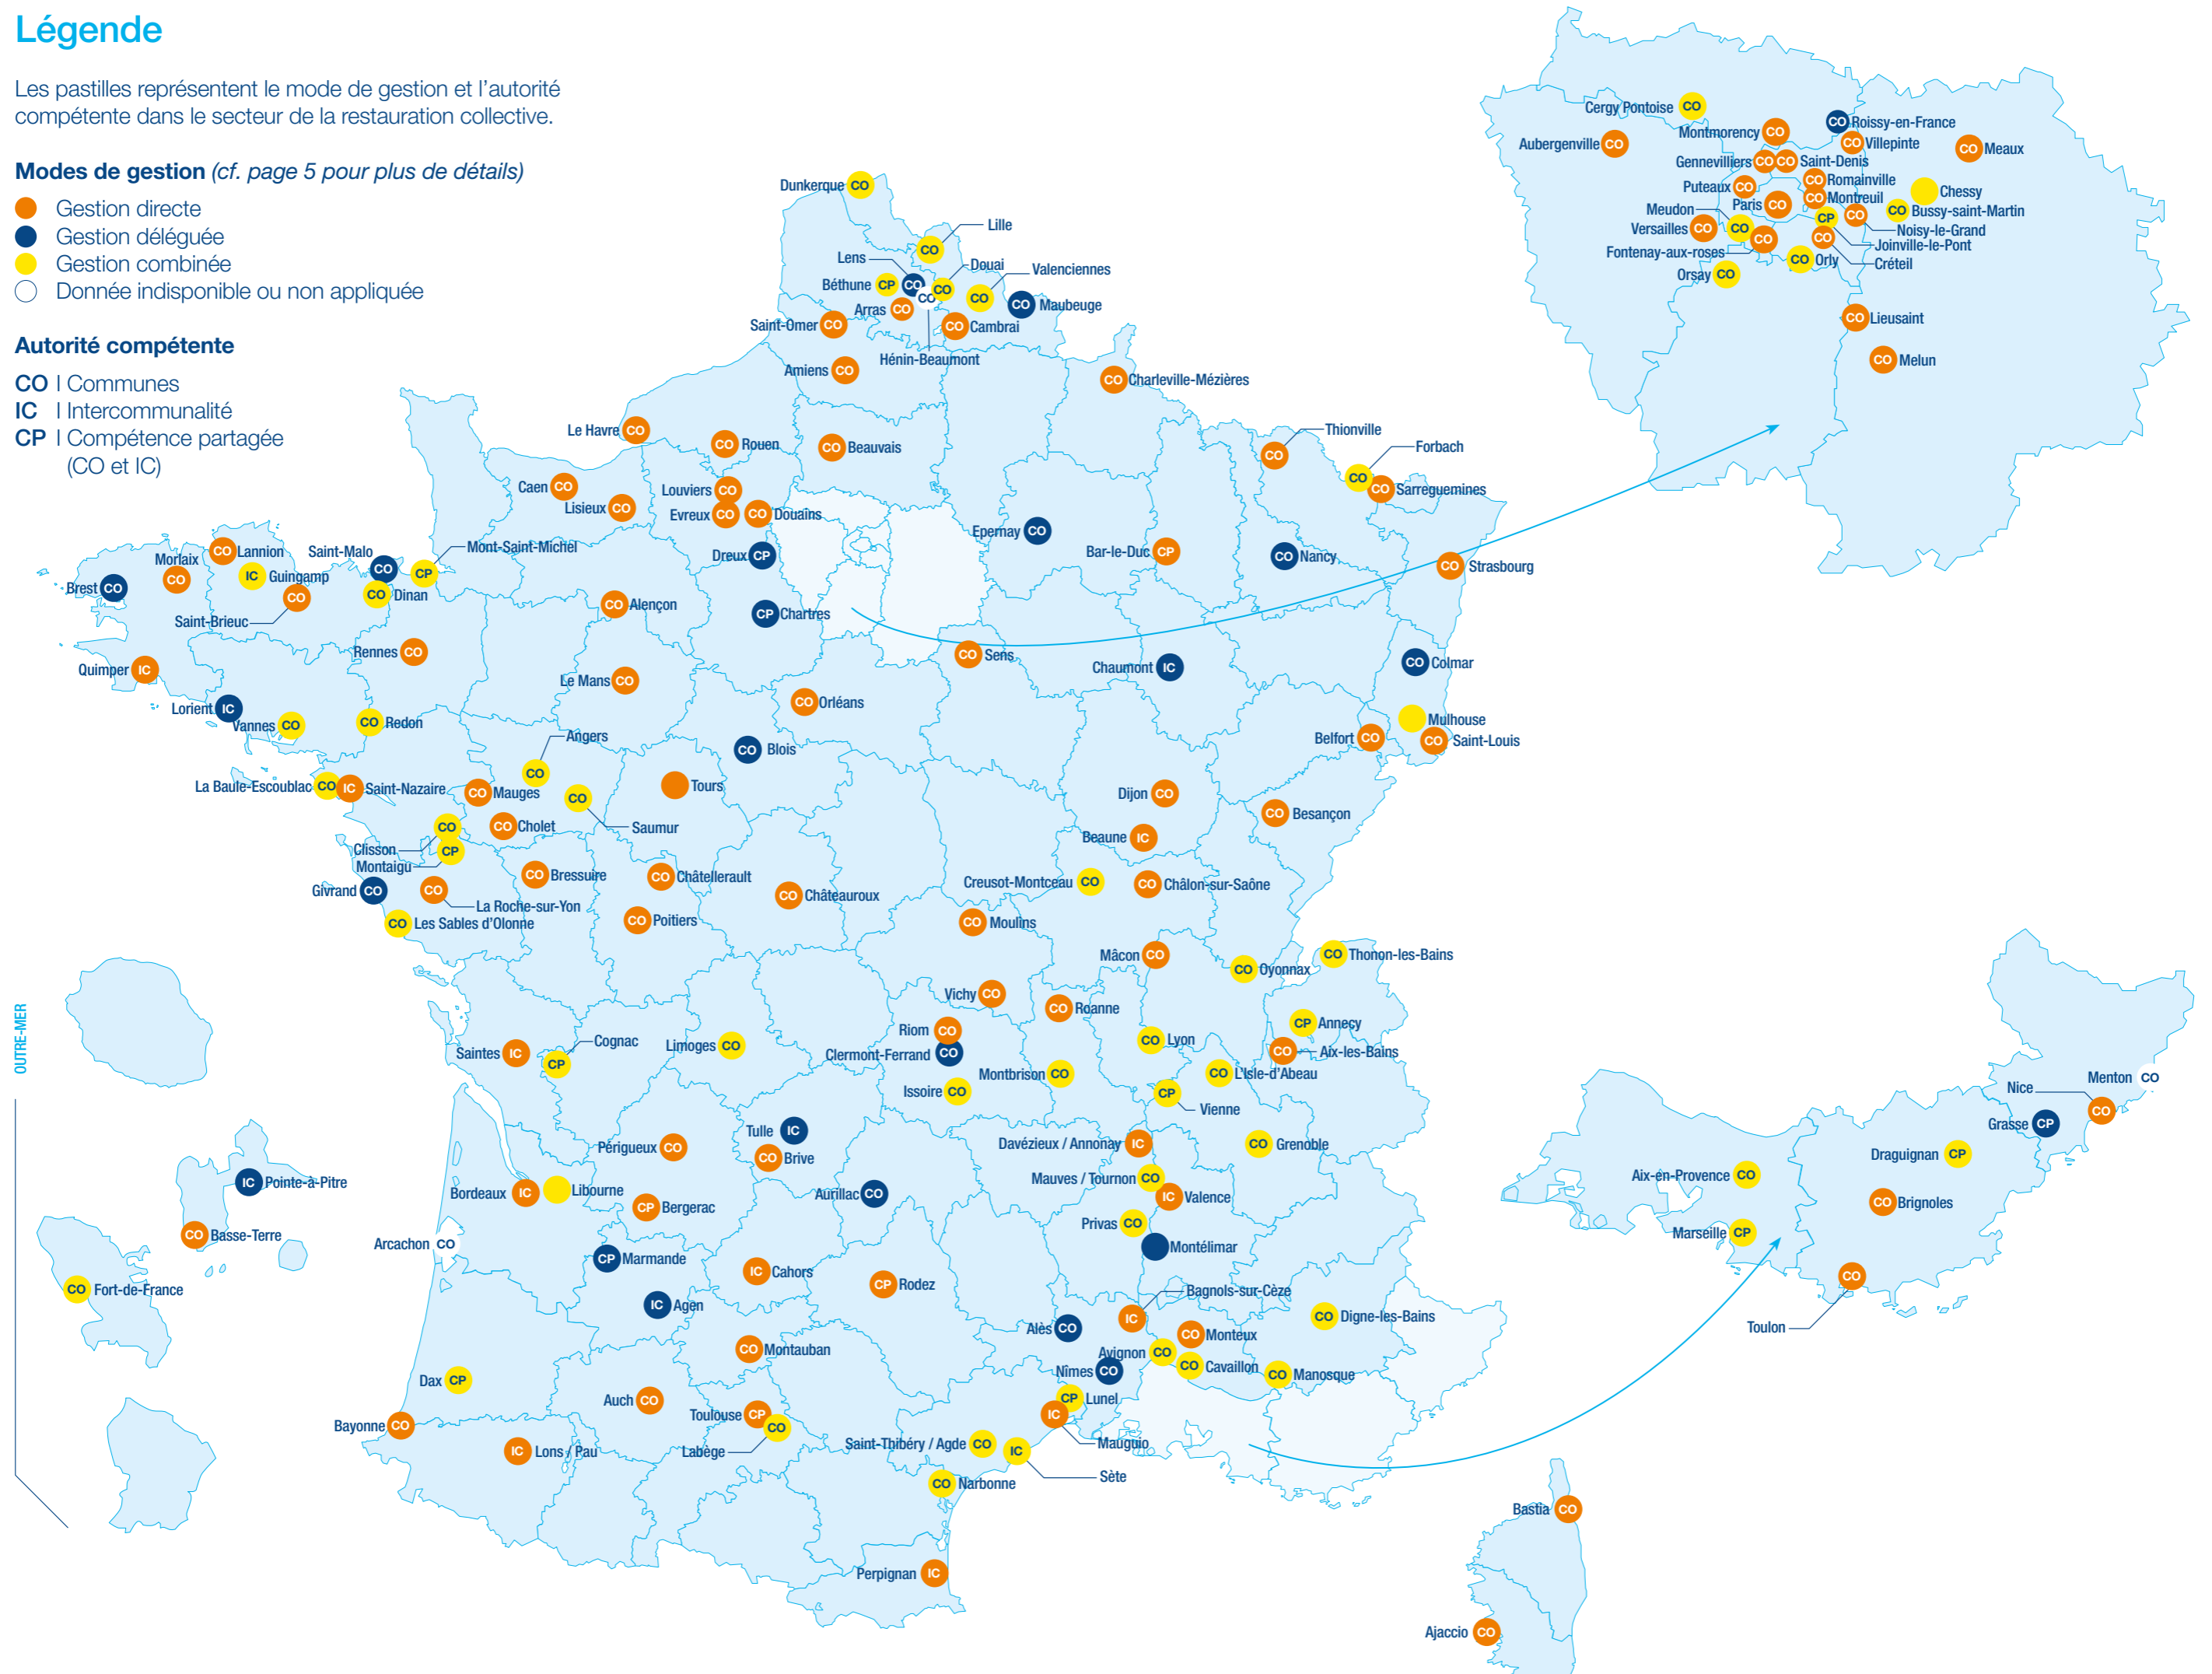 Légende
Les pastilles représentent le mode de gestion et l'autorité
compétente dans le secteur de la restauration collective.
Modes de gestion (cf. page 5 pour plus de détails)
Gestion directe
Gestion déléguée
Gestion combinée
Donnée indisponible ou non appliquée
Autorité compétente
CO I Communes
IC I Intercommunalité
CP I Compétence partagée
(CO et IC)
Cergy Pontoise CO
CO Roissy-en-France
Montmorency CO
Aubergenville CO
CO Villepinte
CO Meaux
Gennevilliers CO CO Saint-Denis
Puteaux CO
CO Romainville
CO Montreuil
Chessy
Paris CO
Meudon CO
CP CO
CO Bussy-saint-Martin
Versailles CO
Noisy-le-Grand
Fontenay-aux-roses CO
CO Joinville-le-Pont
CO Orly
Créteil
Orsay CO
CO Lieusaint
CO Melun
Dunkerque CO
Lille
CO
Lens
Douai
Valenciennes
Béthune CP CO CO
CO
CO
CO Maubeuge
Arras CO
Saint-Omer CO
CO Cambrai
Hénin-Beaumont
Amiens CO
CO Charleville-Mézières
Le Havre CO
CO Rouen
CO Beauvais
Thionville
CO
Forbach
CO
CO Sarreguemines
Caen CO
Louviers CO
Lisieux CO
Evreux CO
CO Douains
Epernay CO
Dreux CP
Bar-le-Duc CP
CO Nancy
CO Strasbourg
CO Lannion
Saint-Malo
CO
Mont-Saint-Michel
CP
Morlaix
CO
IC Guingamp
Brest CO
CO
CO Dinan
Saint-Brieuc
CO Alençon
CP Chartres
Rennes CO
CO Sens
Chaumont IC
CO Colmar
Quimper IC
Le Mans CO
CO Orléans
Lorient IC
Vannes CO
CO Redon
Mulhouse
Belfort CO
CO Saint-Louis
Angers
CO
CO Blois
La Baule-Escoublac CO IC Saint-Nazaire
CO Mauges
CO
Tours
Dijon CO
CO Besançon
CO
CO Cholet
Saumur
Beaune IC
Clisson
CP
Montaigu
Givrand CO
CO
CO Bressuire
CO Châtellerault
Creusot-Montceau CO
CO Châlon-sur-Saône
CO Châteauroux
La Roche-sur-Yon
CO Les Sables d'Olonne
CO Poitiers
CO Moulins
Mâcon CO
CO Oyonnax
CO Thonon-les-Bains
Vichy CO
CO Roanne
Riom CO
CP Annecy
Cognac
Limoges CO
CO Lyon
Saintes IC
CP
Clermont-Ferrand CO
CO Aix-les-Bains
Montbrison CO
CO L'Isle-d'Abeau
Issoire CO
CP
Vienne
Tulle IC
Périgueux CO
CO Brive
Davézieux / Annonay IC
CO Grenoble
Mauves / Tournon CO
Bordeaux IC
Libourne
Aurillac CO
IC Valence
CP Bergerac
Privas CO
Arcachon CO
CP Marmande
Montélimar
IC Cahors
CP Rodez
IC Agen
Bagnols-sur-Cèze
IC
Alès CO
CO Digne-les-Bains
CO Monteux
CO Montauban
Avignon CO
CO Cavaillon
Dax CP
Nîmes CO
CO Manosque
Auch CO
CP Lunel
Toulouse CP
IC
Bayonne CO
CO
Labège
Mauguio
IC Lons / Pau
Saint-Thibéry / Agde CO
IC
Sète
CO Narbonne
Perpignan IC
OUTRE-MER
IC Pointe-à-Pitre
CO Basse-Terre
CO Fort-de-France
Menton CO
Nice
CO
Grasse CP
Draguignan CP
Aix-en-Provence CO
CO Brignoles
Marseille CP
CO
Toulon
Bastia CO
Ajaccio CO